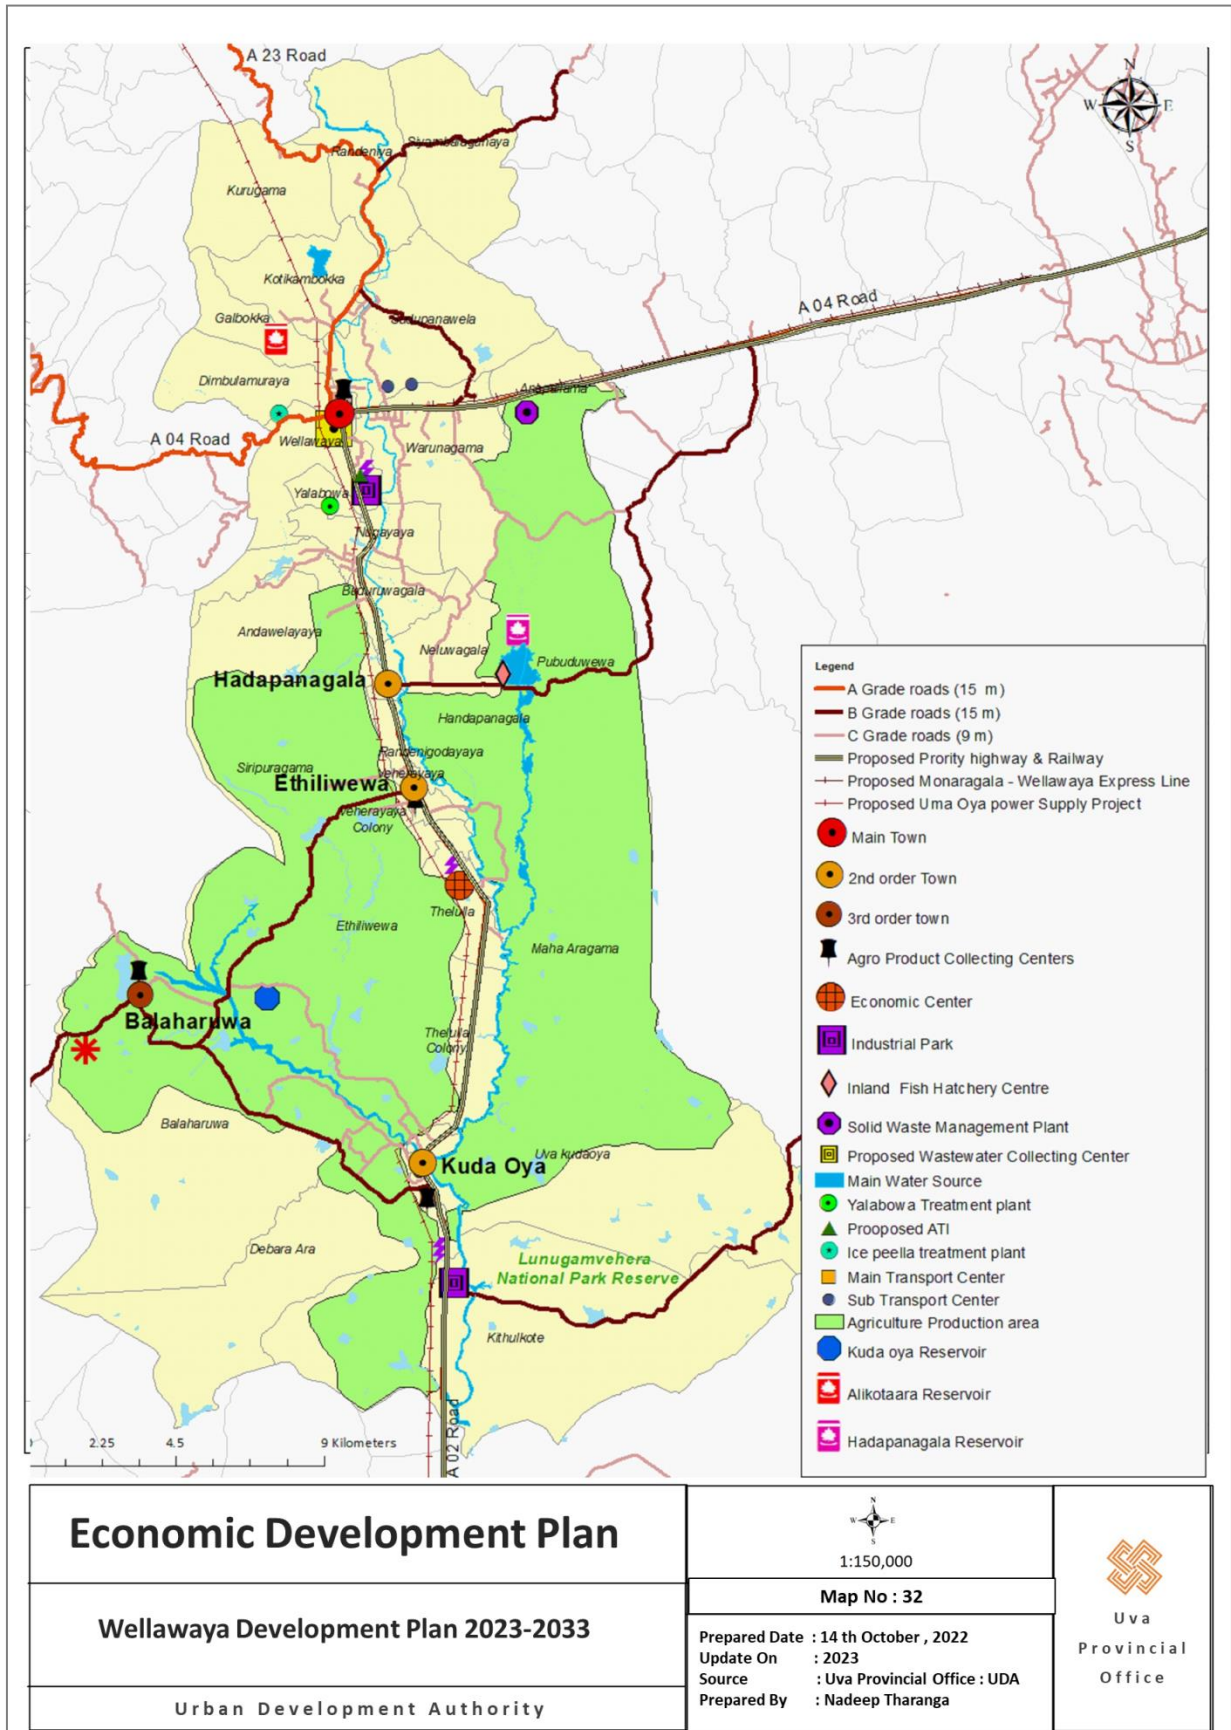 A 23 Road
N
W E
S
Siyambalagunaya
Randeniya
Kurugama
Kotikambokka
Galbokka
Sudupanawela
A 04 Road
Dimbulamuraya
Anapallama
A 04 Road
Wellawaya
Warunagama
Yalabowa
Nugayaya
Buduruwagala
Andawelayaya
Neluwagala
Pubuduwewa
Hadapanagala
Handapanagala
Randenigodayaya
Siripuragama
Veherayaya
Ethiliwewa
Veherayaya
Colony
Thelulla
Ethiliwewa
Maha Aragama
Balaharuwa
Thelulla
Colony
Balaharuwa
Uva kudaoya
Kuda Oya
Debara Ara
Lunugamvehera
National Park Reserve
Kithulkote
A 02 Road
2.25 4.5 9 Kilometers
Legend
A Grade roads (15 m)
B Grade roads (15 m)
C Grade roads (9 m)
Proposed Prority highway & Railway
Proposed Monaragala - Wellawaya Express Line
Proposed Uma Oya power Supply Project
Main Town
2nd order Town
3rd order town
Agro Product Collecting Centers
Economic Center
Industrial Park
Inland Fish Hatchery Centre
Solid Waste Management Plant
Proposed Wastewater Collecting Center
Main Water Source
Yalabowa Treatment plant
Prooposed ATI
Ice peella treatment plant
Main Transport Center
Sub Transport Center
Agriculture Production area
Kuda oya Reservoir
Alikotaara Reservoir
Hadapanagala Reservoir
Economic Development Plan
Wellawaya Development Plan 2023-2033
Urban Development Authority
N
W E
S
1:150,000
Map No : 32
Prepared Date : 14 th October , 2022
Update On : 2023
Source : Uva Provincial Office : UDA
Prepared By : Nadeep Tharanga
Uva
Provincial
Office